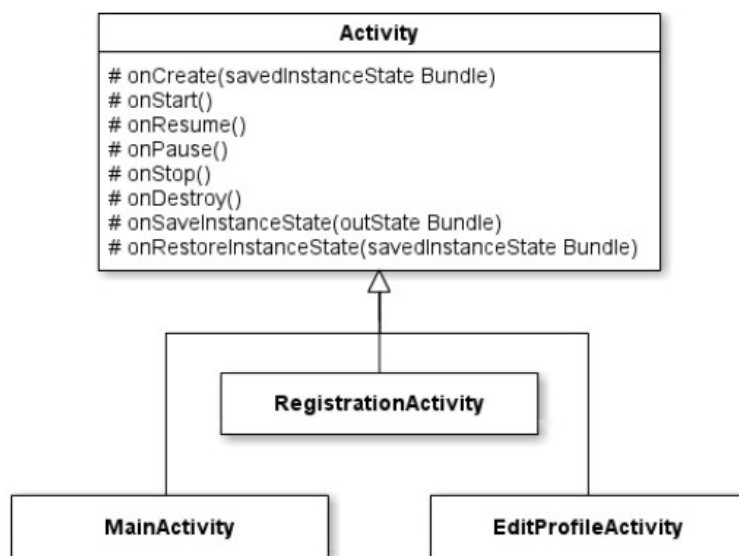 Activity
# onCreate(savedInstanceState Bundle)
# onStart()
# onResume()
# onPause()
# onStop()
# onDestroy()
# onSaveInstanceState(outState Bundle)
# onRestoreInstanceState(savedInstanceState Bundle)
RegistrationActivity
MainActivity
EditProfileActivity